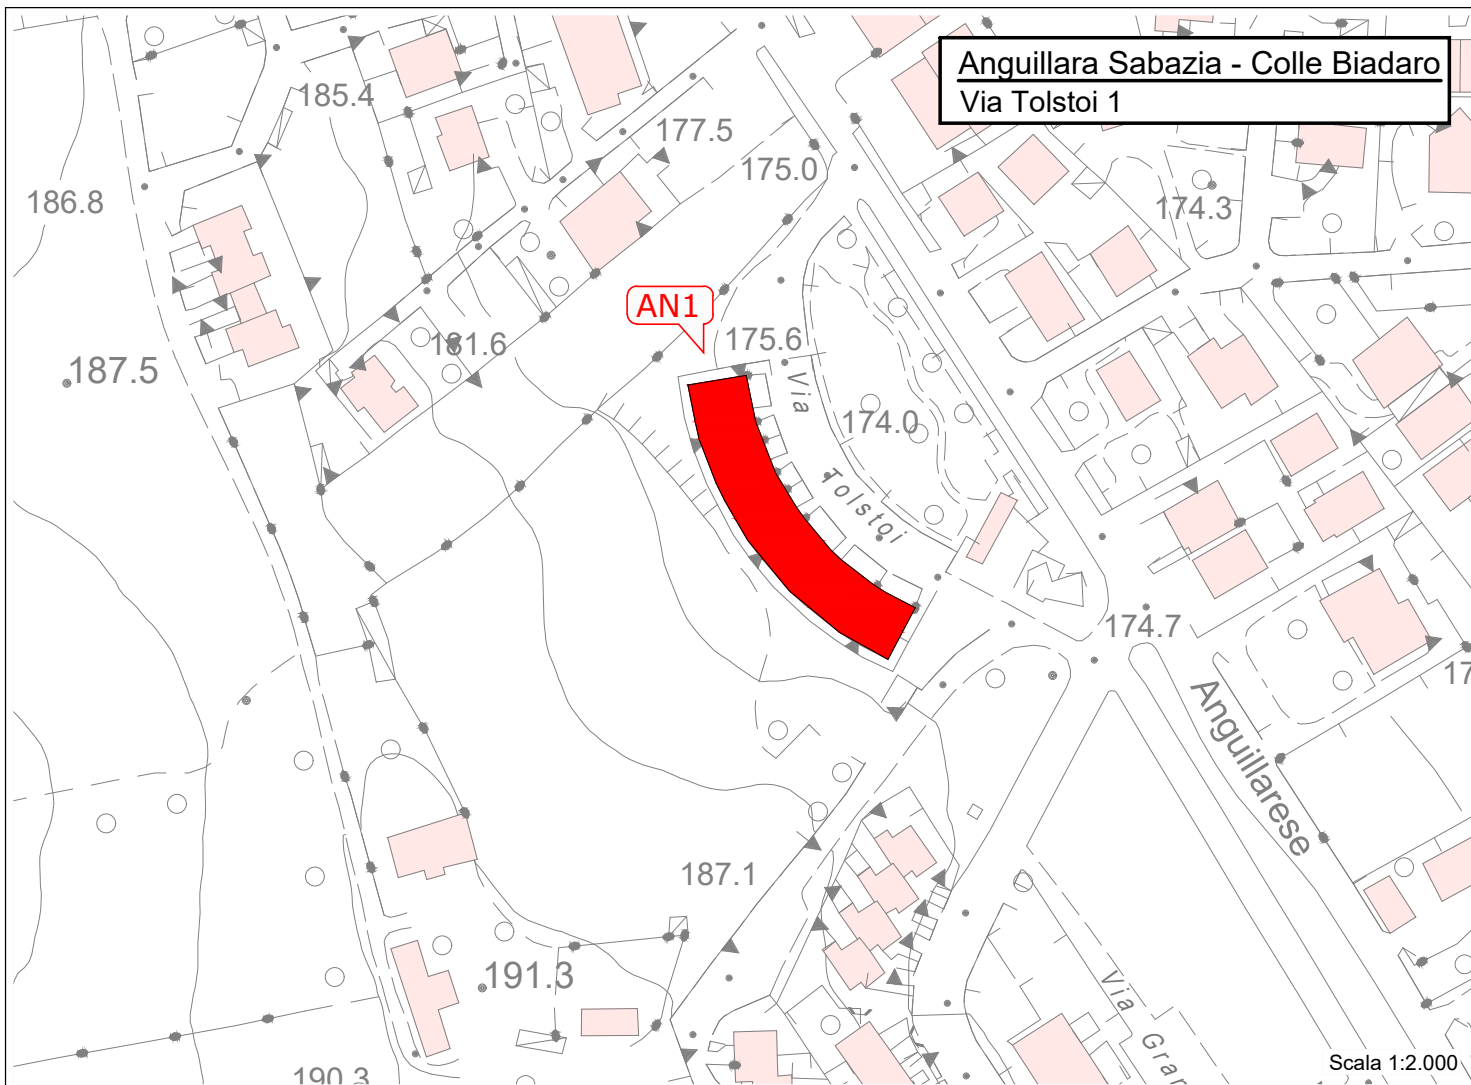 Anguillara Sabazia - Colle Biadaro
Via Tolstoi 1
185.4
177.5
175.0
186.8
174.3
AN1
175.6
181.6
187.5
Via
174.0
Tolstoi
174.7
17
Anguillarese
187.1
191.3
Via Gran
190.3
Scala 1:2.000